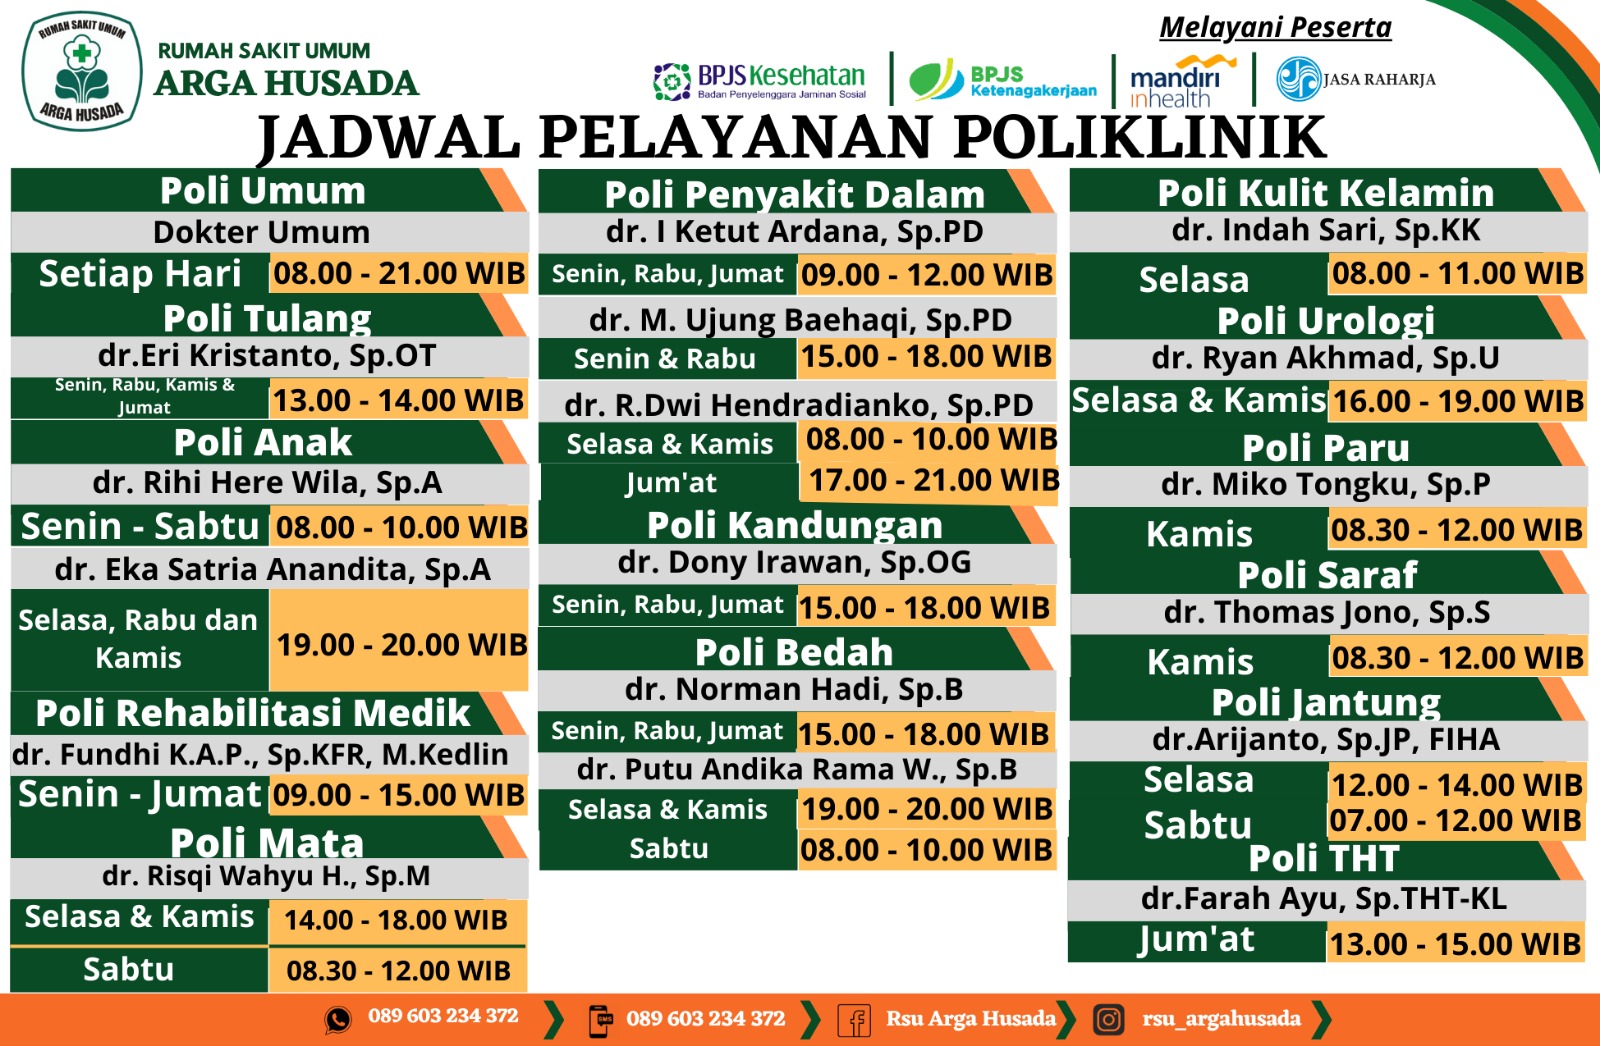 RUMAH SAKIT UMUM
ARGA HUSADA
RUMAH SAKIT UMUM
ARGA HUSADA
Melayani Peserta
BPJS Kesehatan
Badan Penyelenggara Jaminan Sosial
BPJS
Ketenagakerjaan
mandiri
inhealth
JASA RAHARJA
JADWAL PELAYANAN POLIKLINIK
Poli Umum
Dokter Umum
Setiap Hari 08.00 - 21.00 WIB
Poli Tulang
dr.Eri Kristanto, Sp.OT
Senin, Rabu, Kamis &
Jumat
13.00 - 14.00 WIB
Poli Anak
dr. Rihi Here Wila, Sp.A
Senin - Sabtu 08.00 - 10.00 WIB
dr. Eka Satria Anandita, Sp.A
Selasa, Rabu dan
Kamis
19.00 - 20.00 WIB
Poli Rehabilitasi Medik
dr. Fundhi K.A.P., Sp.KFR, M.Kedlin
Senin - Jumat 09.00 - 15.00 WIB
Poli Mata
dr. Risqi Wahyu H., Sp.M
Selasa & Kamis 14.00 - 18.00 WIB
Sabtu 08.30 - 12.00 WIB
Poli Penyakit Dalam
dr. I Ketut Ardana, Sp.PD
Senin, Rabu, Jumat 09.00 - 12.00 WIB
dr. M. Ujung Baehaqi, Sp.PD
Senin & Rabu 15.00 - 18.00 WIB
dr. R.Dwi Hendradianko, Sp.PD
Selasa & Kamis 08.00 - 10.00 WIB
Jum'at 17.00 - 21.00 WIB
Poli Kandungan
dr. Dony Irawan, Sp.OG
Senin, Rabu, Jumat 15.00 - 18.00 WIB
Poli Bedah
dr. Norman Hadi, Sp.B
Senin, Rabu, Jumat 15.00 - 18.00 WIB
dr. Putu Andika Rama W., Sp.B
Selasa & Kamis 19.00 - 20.00 WIB
Sabtu 08.00 - 10.00 WIB
Poli Kulit Kelamin
dr. Indah Sari, Sp.KK
Selasa 08.00 - 11.00 WIB
Poli Urologi
dr. Ryan Akhmad, Sp.U
Selasa & Kamis 16.00 - 19.00 WIB
Poli Paru
dr. Miko Tongku, Sp.P
Kamis 08.30 - 12.00 WIB
Poli Saraf
dr. Thomas Jono, Sp.S
Kamis 08.30 - 12.00 WIB
Poli Jantung
dr.Arijanto, Sp.JP, FIHA
Selasa 12.00 - 14.00 WIB
Sabtu 07.00 - 12.00 WIB
Poli THT
dr.Farah Ayu, Sp.THT-KL
Jum'at 13.00 - 15.00 WIB
089 603 234 372
SMS
089 603 234 372
Rsu Arga Husada
rsu_argahusada